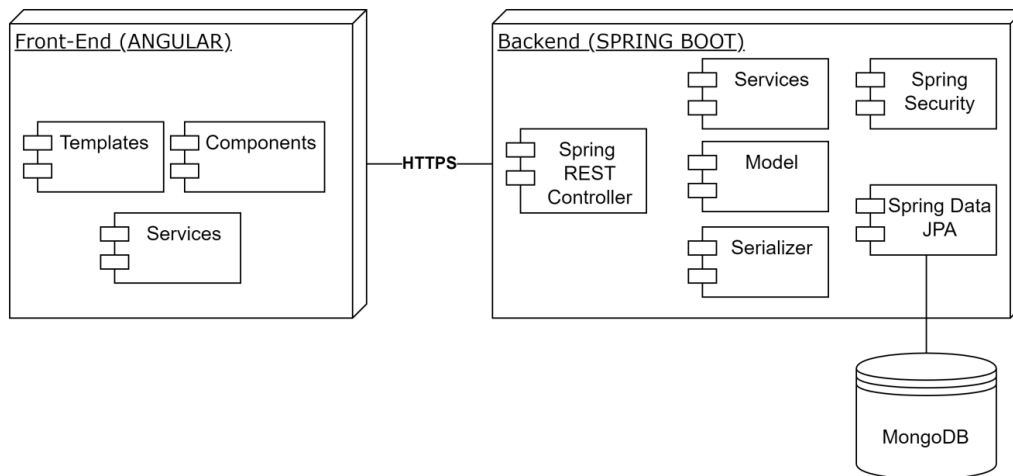 Front-End (ANGULAR)
Templates
Components
Services
HTTPS
Backend (SPRING BOOT)
Spring
REST
Controller
Services
Model
Serializer
Spring
Security
Spring Data
JPA
MongoDB